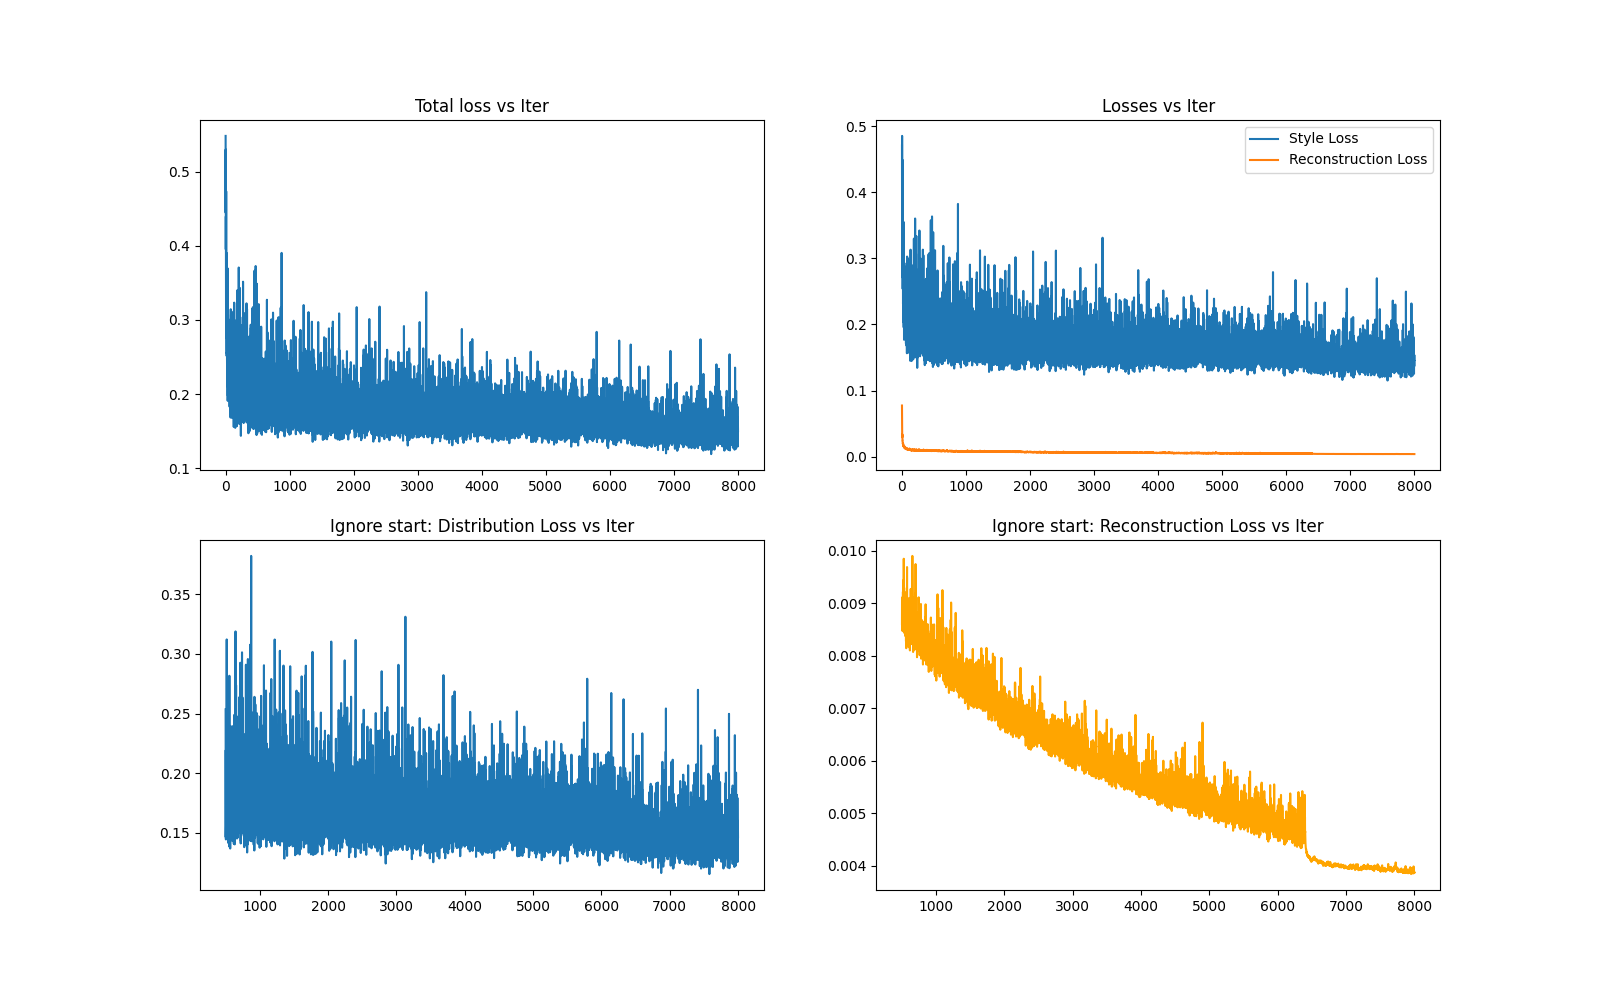 Total loss vs Iter
0.5
0.4
0.3
0.2
0.1
0 1000 2000 3000 4000 5000 6000 7000 8000
Losses vs Iter
Style Loss
Reconstruction Loss
0.5
0.4
0.3
0.2
0.1
0.0
0 1000 2000 3000 4000 5000 6000 7000 8000
Ignore start: Distribution Loss vs Iter
0.35
0.30
0.25
0.20
0.15
1000 2000 3000 4000 5000 6000 7000 8000
Ignore start: Reconstruction Loss vs Iter
0.010
0.009
0.008
0.007
0.006
0.005
0.004
1000 2000 3000 4000 5000 6000 7000 8000